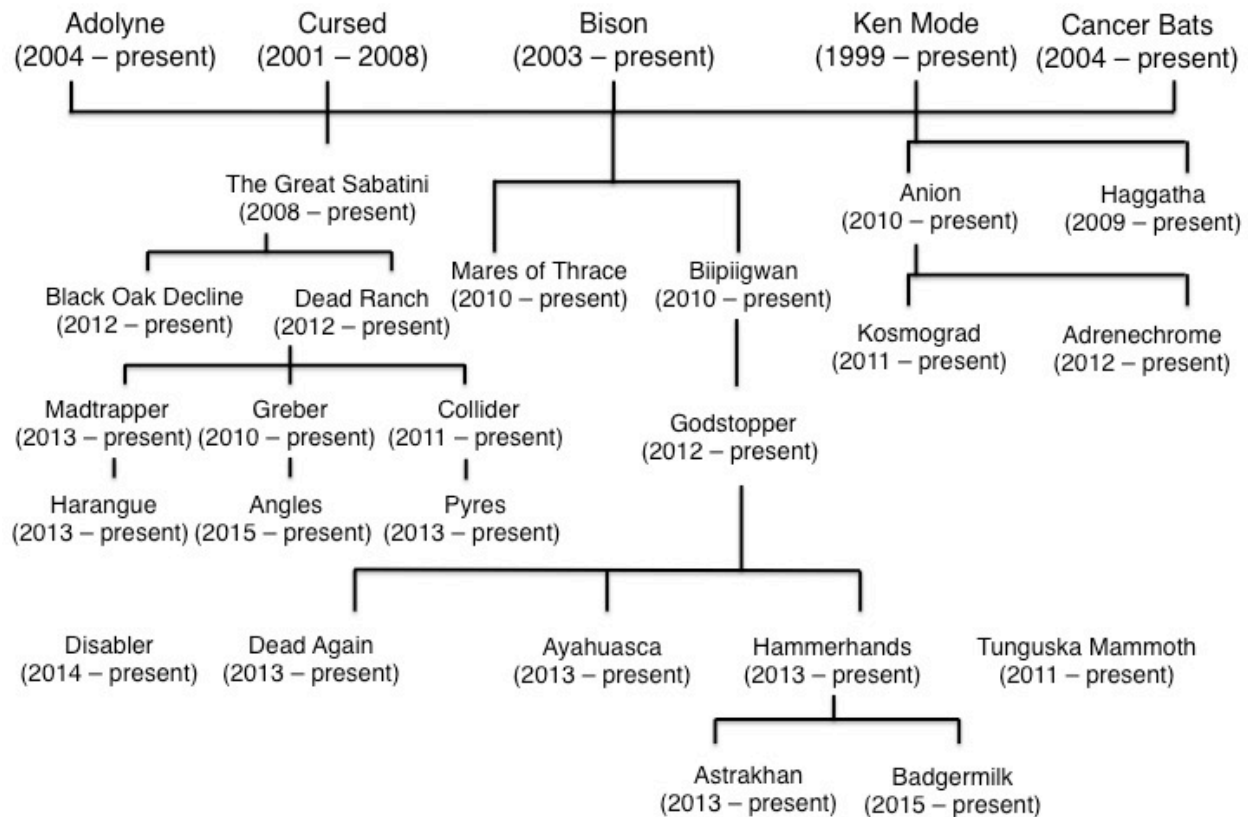 Adolyne
(2004 – present)
Cursed
(2001 – 2008)
Bison
(2003 – present)
Ken Mode
(1999 – present)
Cancer Bats
(2004 – present)
The Great Sabatini
(2008 – present)
Anion
(2010 – present)
Haggatha
(2009 – present)
Black Oak Decline
(2012 – present)
Dead Ranch
(2012 – present)
Mares of Thrace
(2010 – present)
Biipiigwan
(2010 – present)
Kosmograd
(2011 – present)
Adrenechrome
(2012 – present)
Madtrapper
(2013 – present)
Greber
(2010 – present)
Collider
(2011 – present)
Godstopper
(2012 – present)
Harangue
(2013 – present)
Angles
(2015 – present)
Pyres
(2013 – present)
Disabler
(2014 – present)
Dead Again
(2013 – present)
Ayahuasca
(2013 – present)
Hammerhands
(2013 – present)
Tunguska Mammoth
(2011 – present)
Astrakhan
(2013 – present)
Badgermilk
(2015 – present)